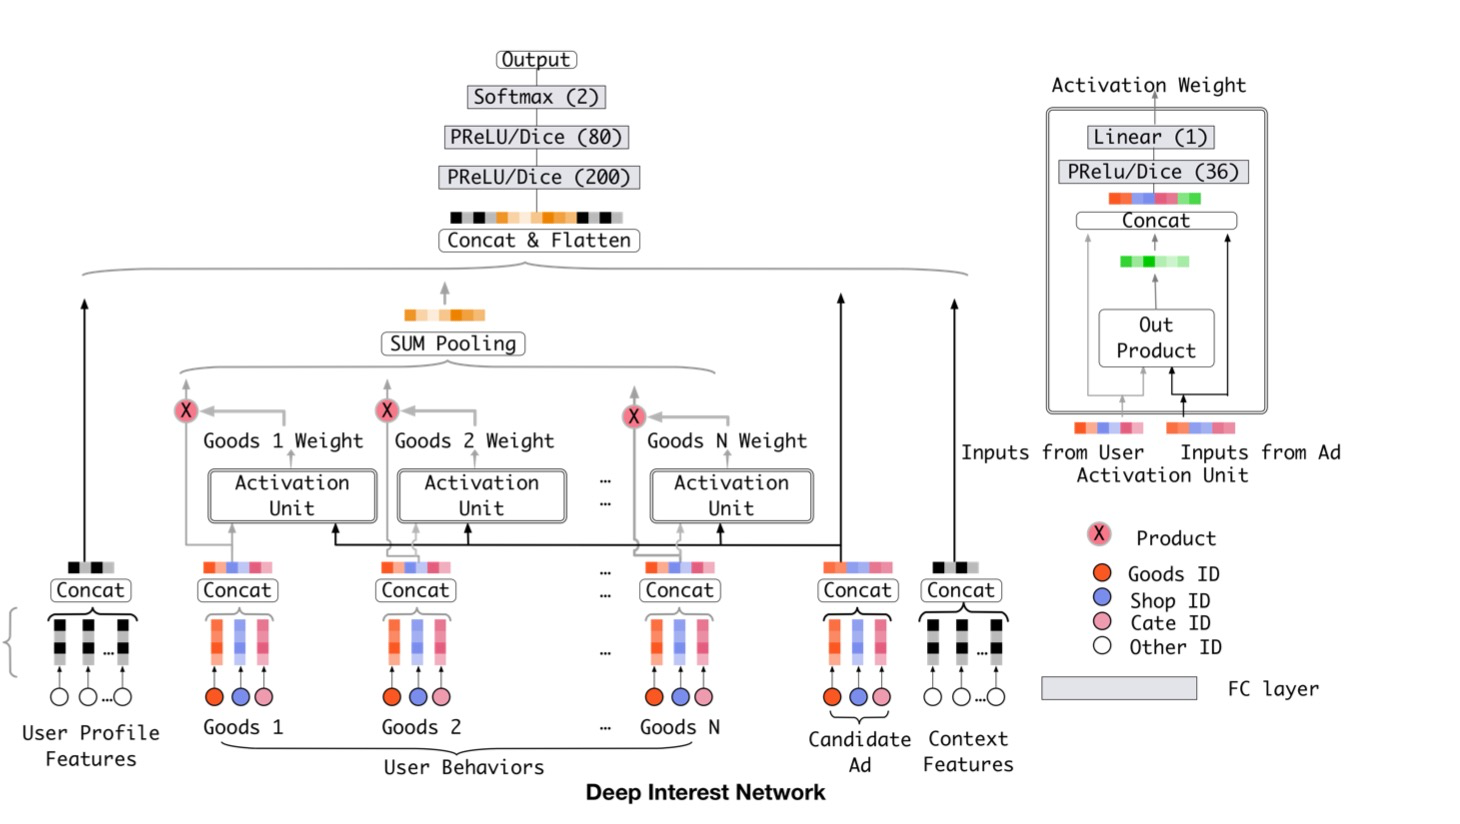 Output
Softmax (2)
PReLU/Dice (80)
PReLU/Dice (200)
Concat & Flatten
SUM Pooling
X
X
X
Goods 1 Weight
Goods 2 Weight
Goods N Weight
Activation
Unit
Activation
Unit
...
...
Activation
Unit
Concat
Concat
Concat
...
...
Concat
Concat
Concat
...
...
...
...
User Profile
Features
Goods 1
Goods 2
...
Goods N
User Behaviors
Candidate
Ad
Context
Features
Activation Weight
Linear (1)
PRelu/Dice (36)
Concat
Out
Product
Inputs from User
Inputs from Ad
Activation Unit
X
Product
Goods ID
Shop ID
Cate ID
Other ID
FC layer
Deep Interest Network